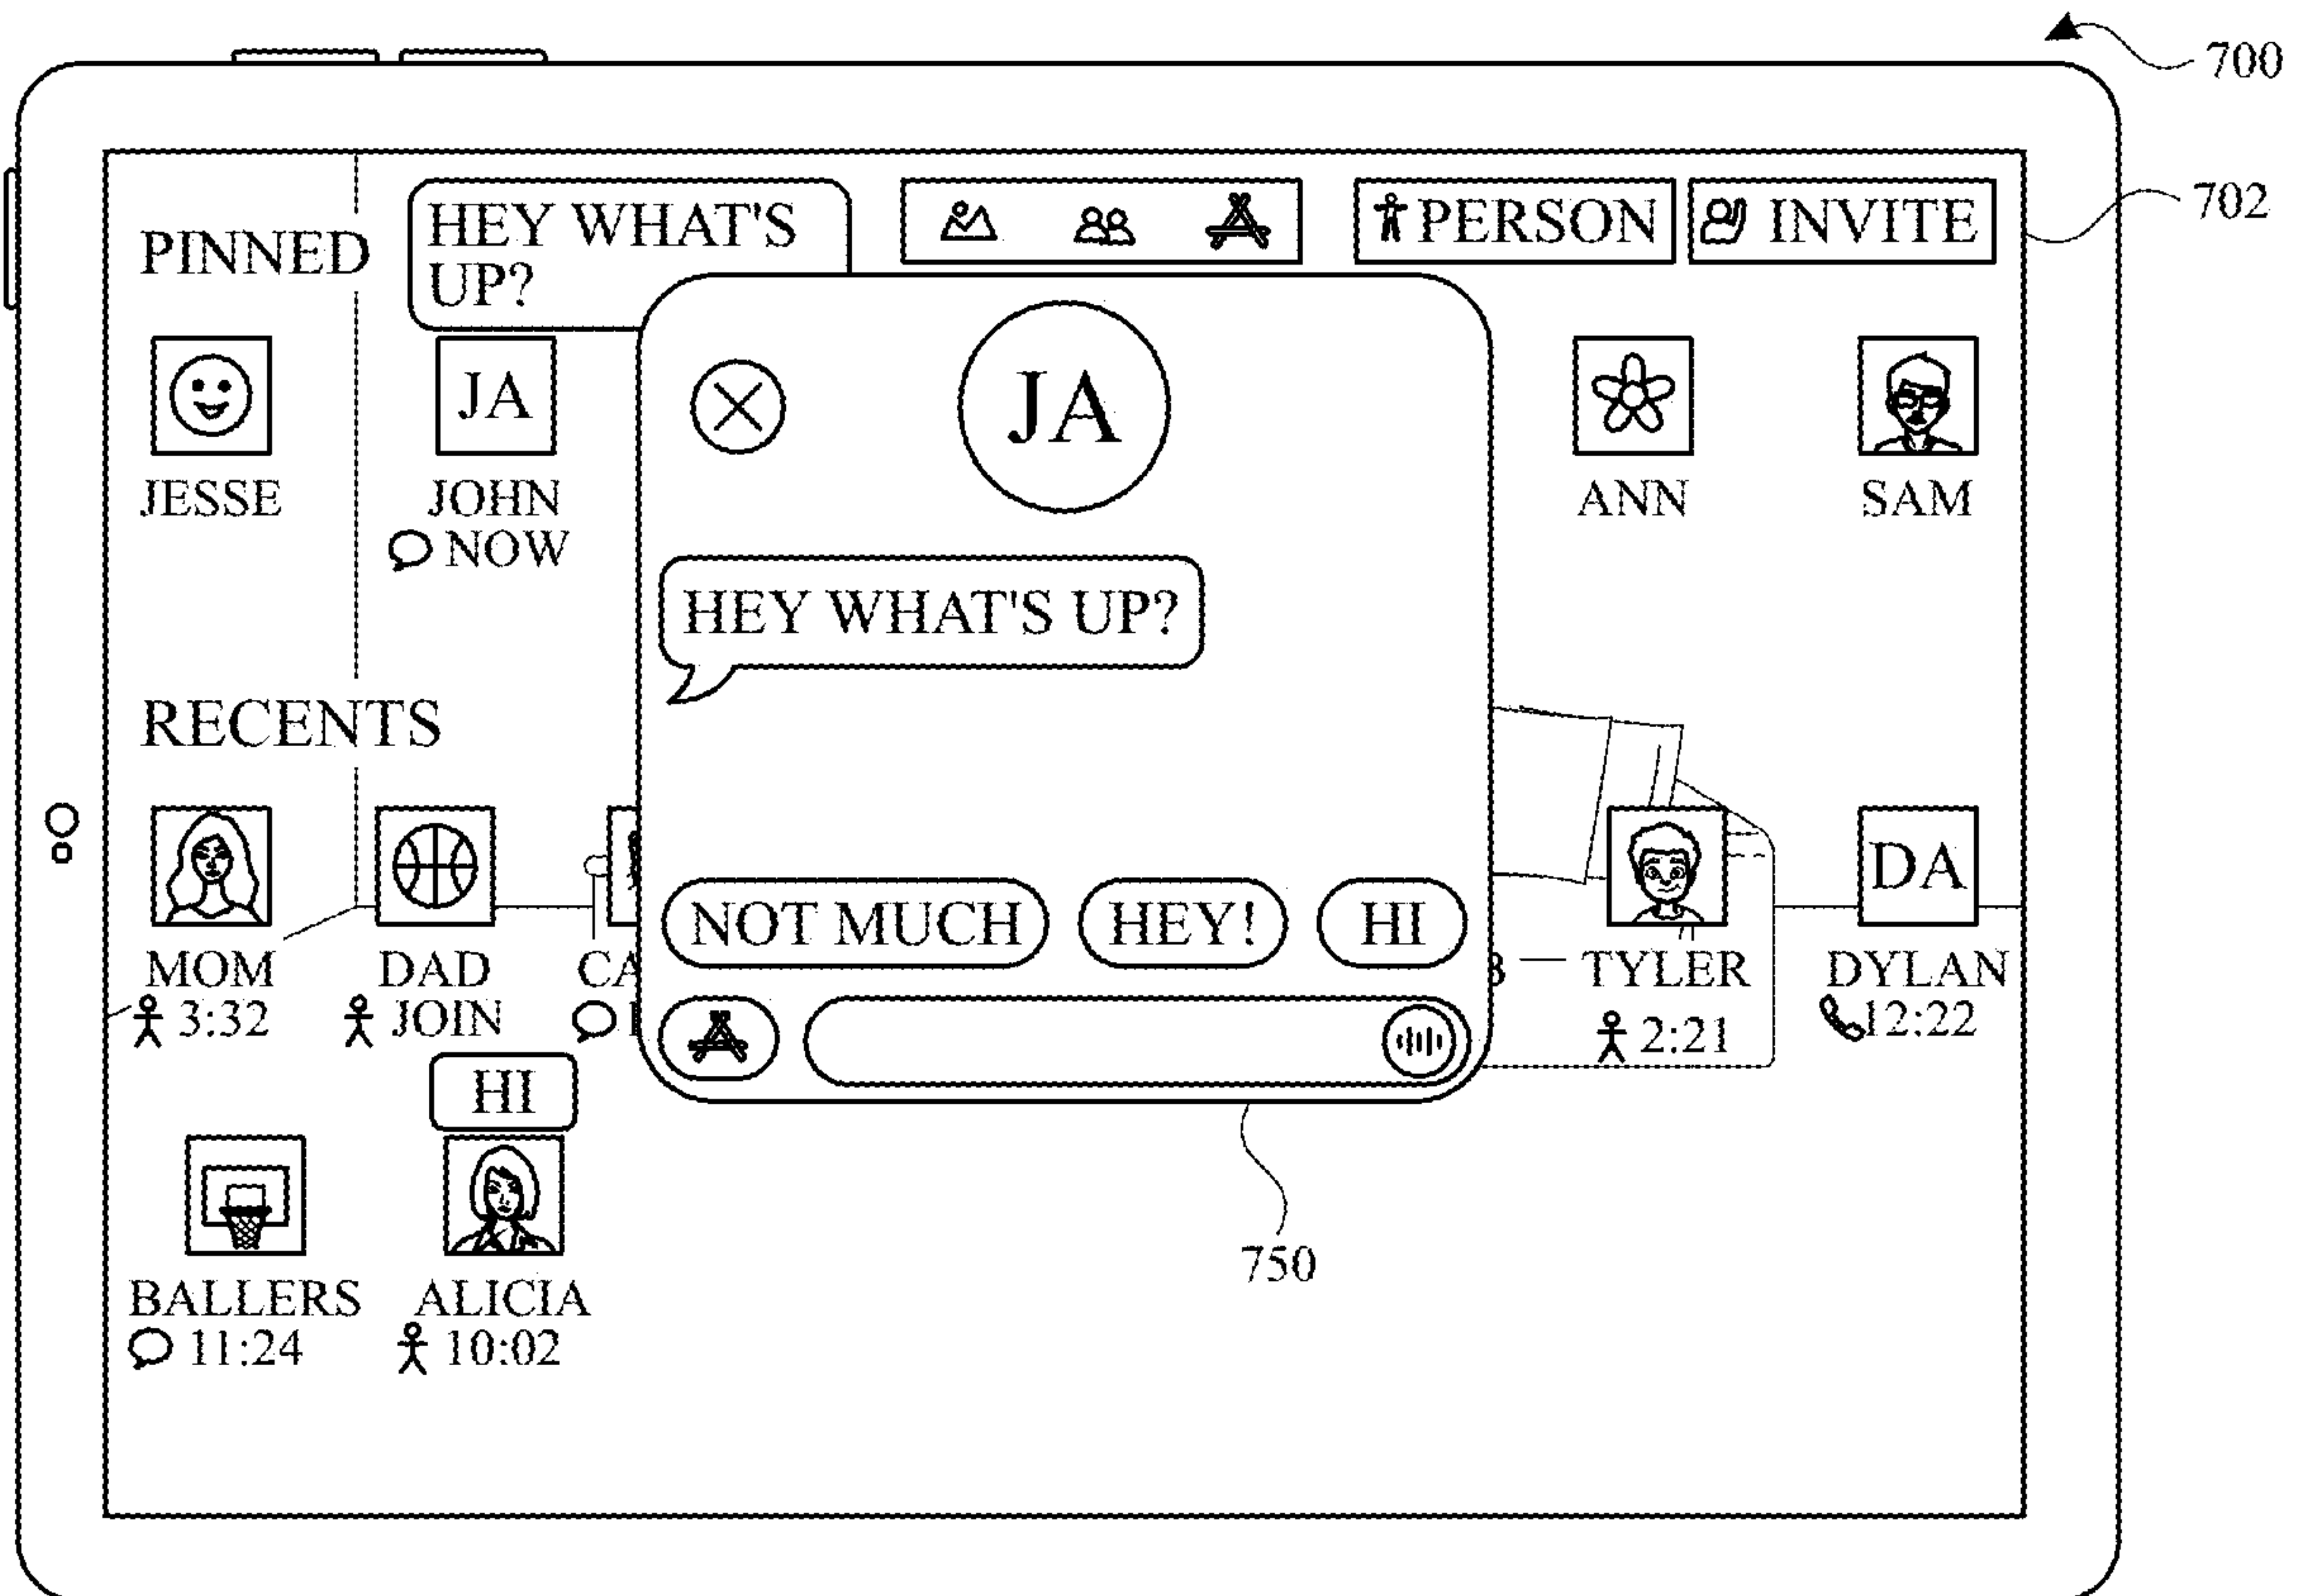 700
702
PINNED
HEY WHAT'S
UP?
PERSON
INVITE
JA
JA
JESSE
JOHN
NOW
ANN
SAM
HEY WHAT'S UP?
RECENTS
DA
NOT MUCH
HEY!
HI
MOM
DAD
TYLER
DYLAN
3:32
JOIN
2:21
12:22
HI
750
BALLERS
ALICIA
11:24
10:02